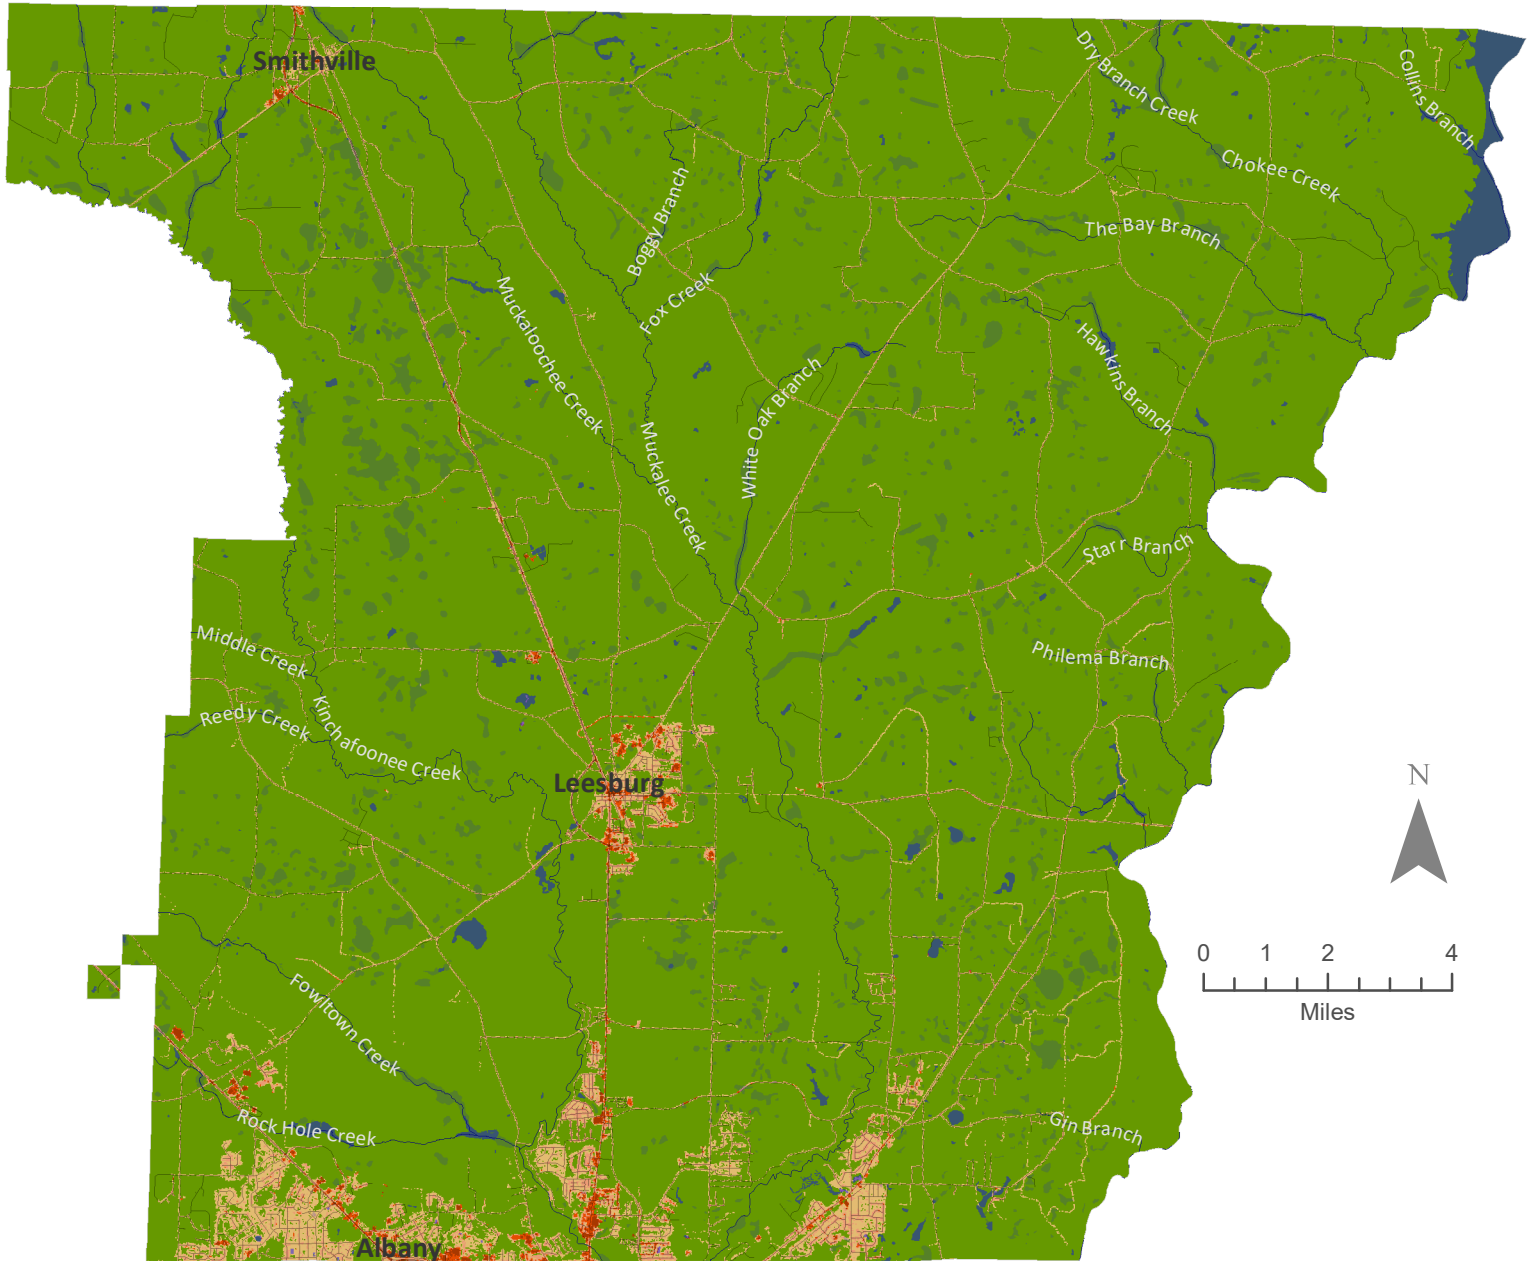 Smithville
Dry Branch Creek
Collins Branch
Chokee Creek
Boggy Branch
The Bay Branch
Muckaloochee Creek
Fox Creek
Hawkins Branch
White Oak Branch
Muckalee Creek
Starr Branch
Middle Creek
Philema Branch
Reedy Creek
Kinchafoonee Creek
Leesburg
N
0 1 2 4
Miles
Fowltown Creek
Rock Hole Creek
Gin Branch
Albany